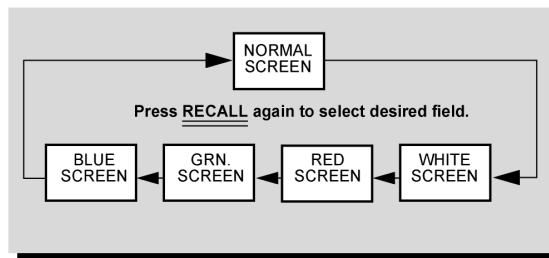 NORMAL
SCREEN
Press RECALL again to select desired field.
BLUE
SCREEN
GRN.
SCREEN
RED
SCREEN
WHITE
SCREEN